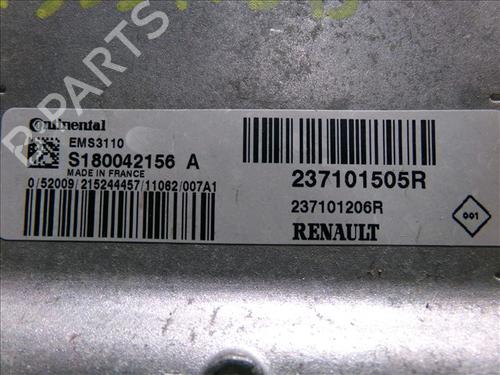 Continental
EMS3110
S180042156 A
MADE IN FRANCE
0/52009/215244457/11062/007A1
237101505R
237101206R
RENAULT
001
B PARTS